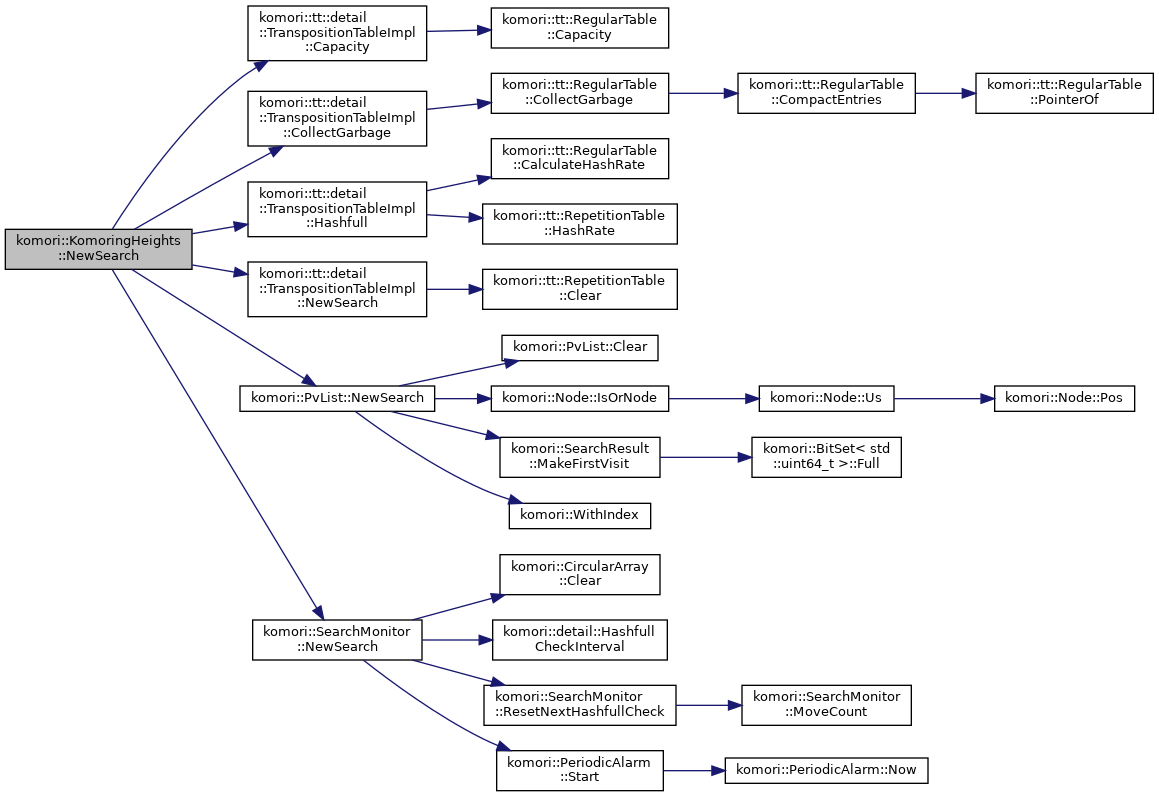 komori::KomoringHeights
::NewSearch
komori::tt::detail
::TranspositionTableImpl
::Capacity
komori::tt::RegularTable
::Capacity
komori::tt::detail
::TranspositionTableImpl
::CollectGarbage
komori::tt::RegularTable
::CollectGarbage
komori::tt::RegularTable
::CompactEntries
komori::tt::RegularTable
::PointerOf
komori::tt::detail
::TranspositionTableImpl
::Hashfull
komori::tt::RegularTable
::CalculateHashRate
komori::tt::RepetitionTable
::HashRate
komori::tt::detail
::TranspositionTableImpl
::NewSearch
komori::tt::RepetitionTable
::Clear
komori::PvList::NewSearch
komori::PvList::Clear
komori::Node::IsOrNode
komori::Node::Us
komori::Node::Pos
komori::SearchResult
::MakeFirstVisit
komori::BitSet< std
::uint64_t >::Full
komori::WithIndex
komori::SearchMonitor
::NewSearch
komori::CircularArray
::Clear
komori::detail::Hashfull
CheckInterval
komori::SearchMonitor
::ResetNextHashfullCheck
komori::SearchMonitor
::MoveCount
komori::PeriodicAlarm
::Start
komori::PeriodicAlarm::Now